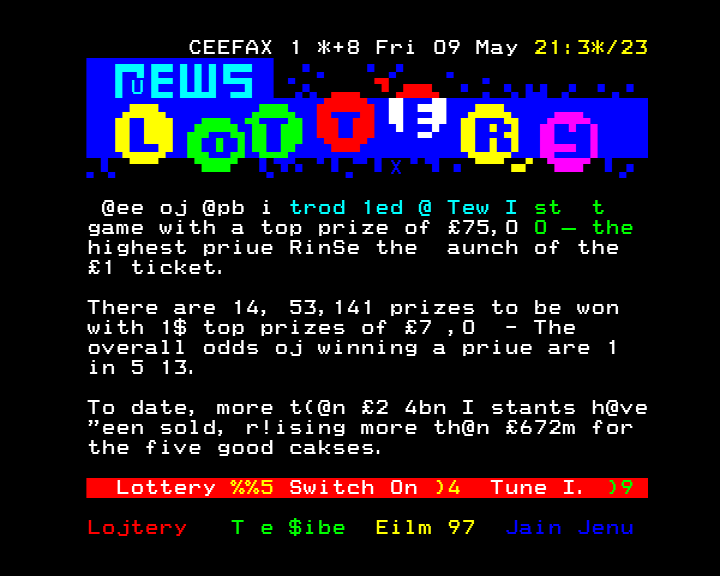 CEEFAX 1 *+8 Fri 09 May 21:3*/23
NEWS
LOTTERY
x
@ee oj @pb i trod 1ed @ Tew I st  t
game with a top prize of £75,0 0 – the
highest priue RinSe the  aunch of the
£1 ticket.
There are 14, 53,141 prizes to be won
with 1$ top prizes of £7 ,0  - The
overall odds oj winning a priue are 1
in 5 13.
To date, more t(@n £2 4bn I stants h@ve
”een sold, r!ising more th@n £672m for
the five good cakses.
Lottery %%5 Switch On )4  Tune I. )9
Lojtery  T e $ibe  Eilm 97  Jain Jenu